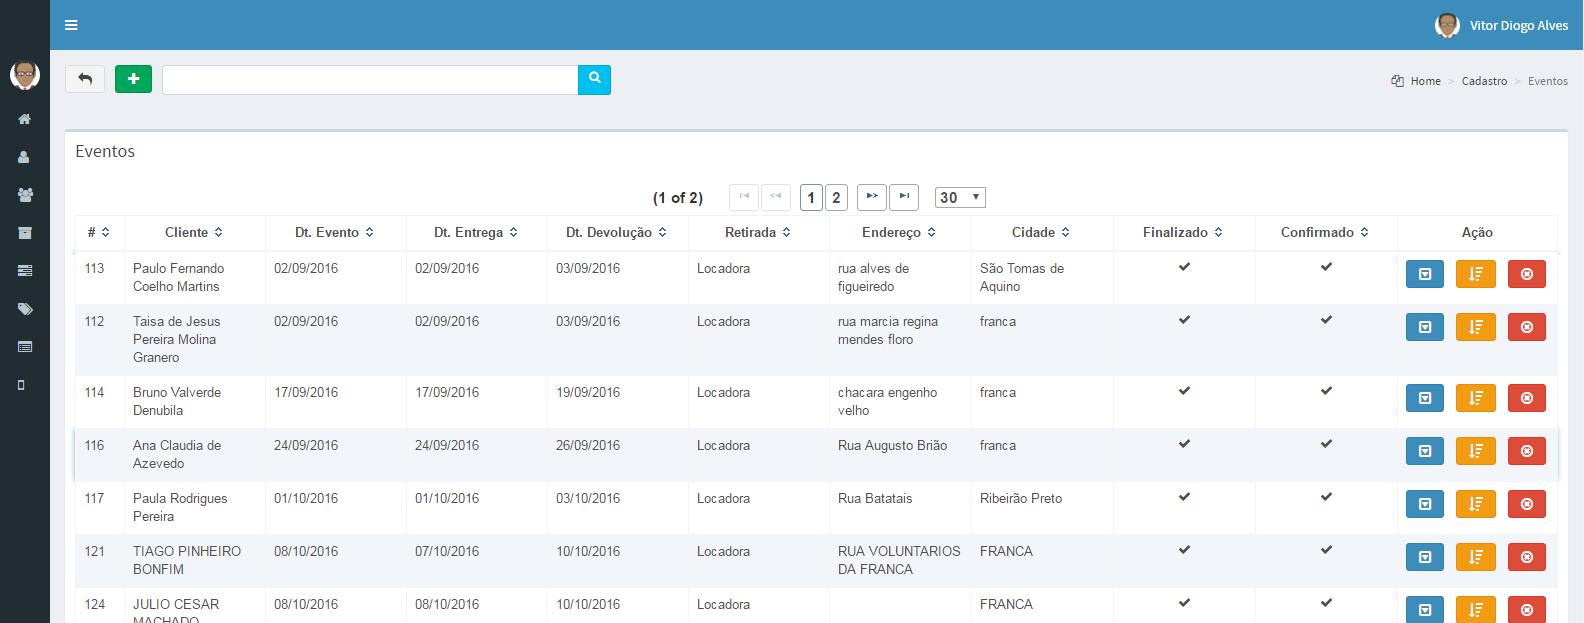 Vitor Diogo Alves
Home > Cadastro > Eventos
Eventos
(1 of 2) 1 2 30
# Cliente Dt. Evento Dt. Entrega Dt. Devolução Retirada Endereço Cidade Finalizado Confirmado Ação
113 Paulo Fernando 02/09/2016 02/09/2016 03/09/2016 Locadora rua alves de São Tomas de
Coelho Martins figueiredo Aquino
112 Taisa de Jesus 02/09/2016 02/09/2016 03/09/2016 Locadora rua marcia regina franca
Pereira Molina mendes floro
Granero
114 Bruno Valverde 17/09/2016 17/09/2016 19/09/2016 Locadora chacara engenho franca
Denubila velho
116 Ana Claudia de 24/09/2016 24/09/2016 26/09/2016 Locadora Rua Augusto Brião franca
Azevedo
117 Paula Rodrigues 01/10/2016 01/10/2016 03/10/2016 Locadora Rua Batatais Ribeirão Preto
Pereira
121 TIAGO PINHEIRO 08/10/2016 07/10/2016 10/10/2016 Locadora RUA VOLUNTARIOS FRANCA
BONFIM DA FRANCA
124 JULIO CESAR 08/10/2016 08/10/2016 10/10/2016 Locadora FRANCA
MACHADO